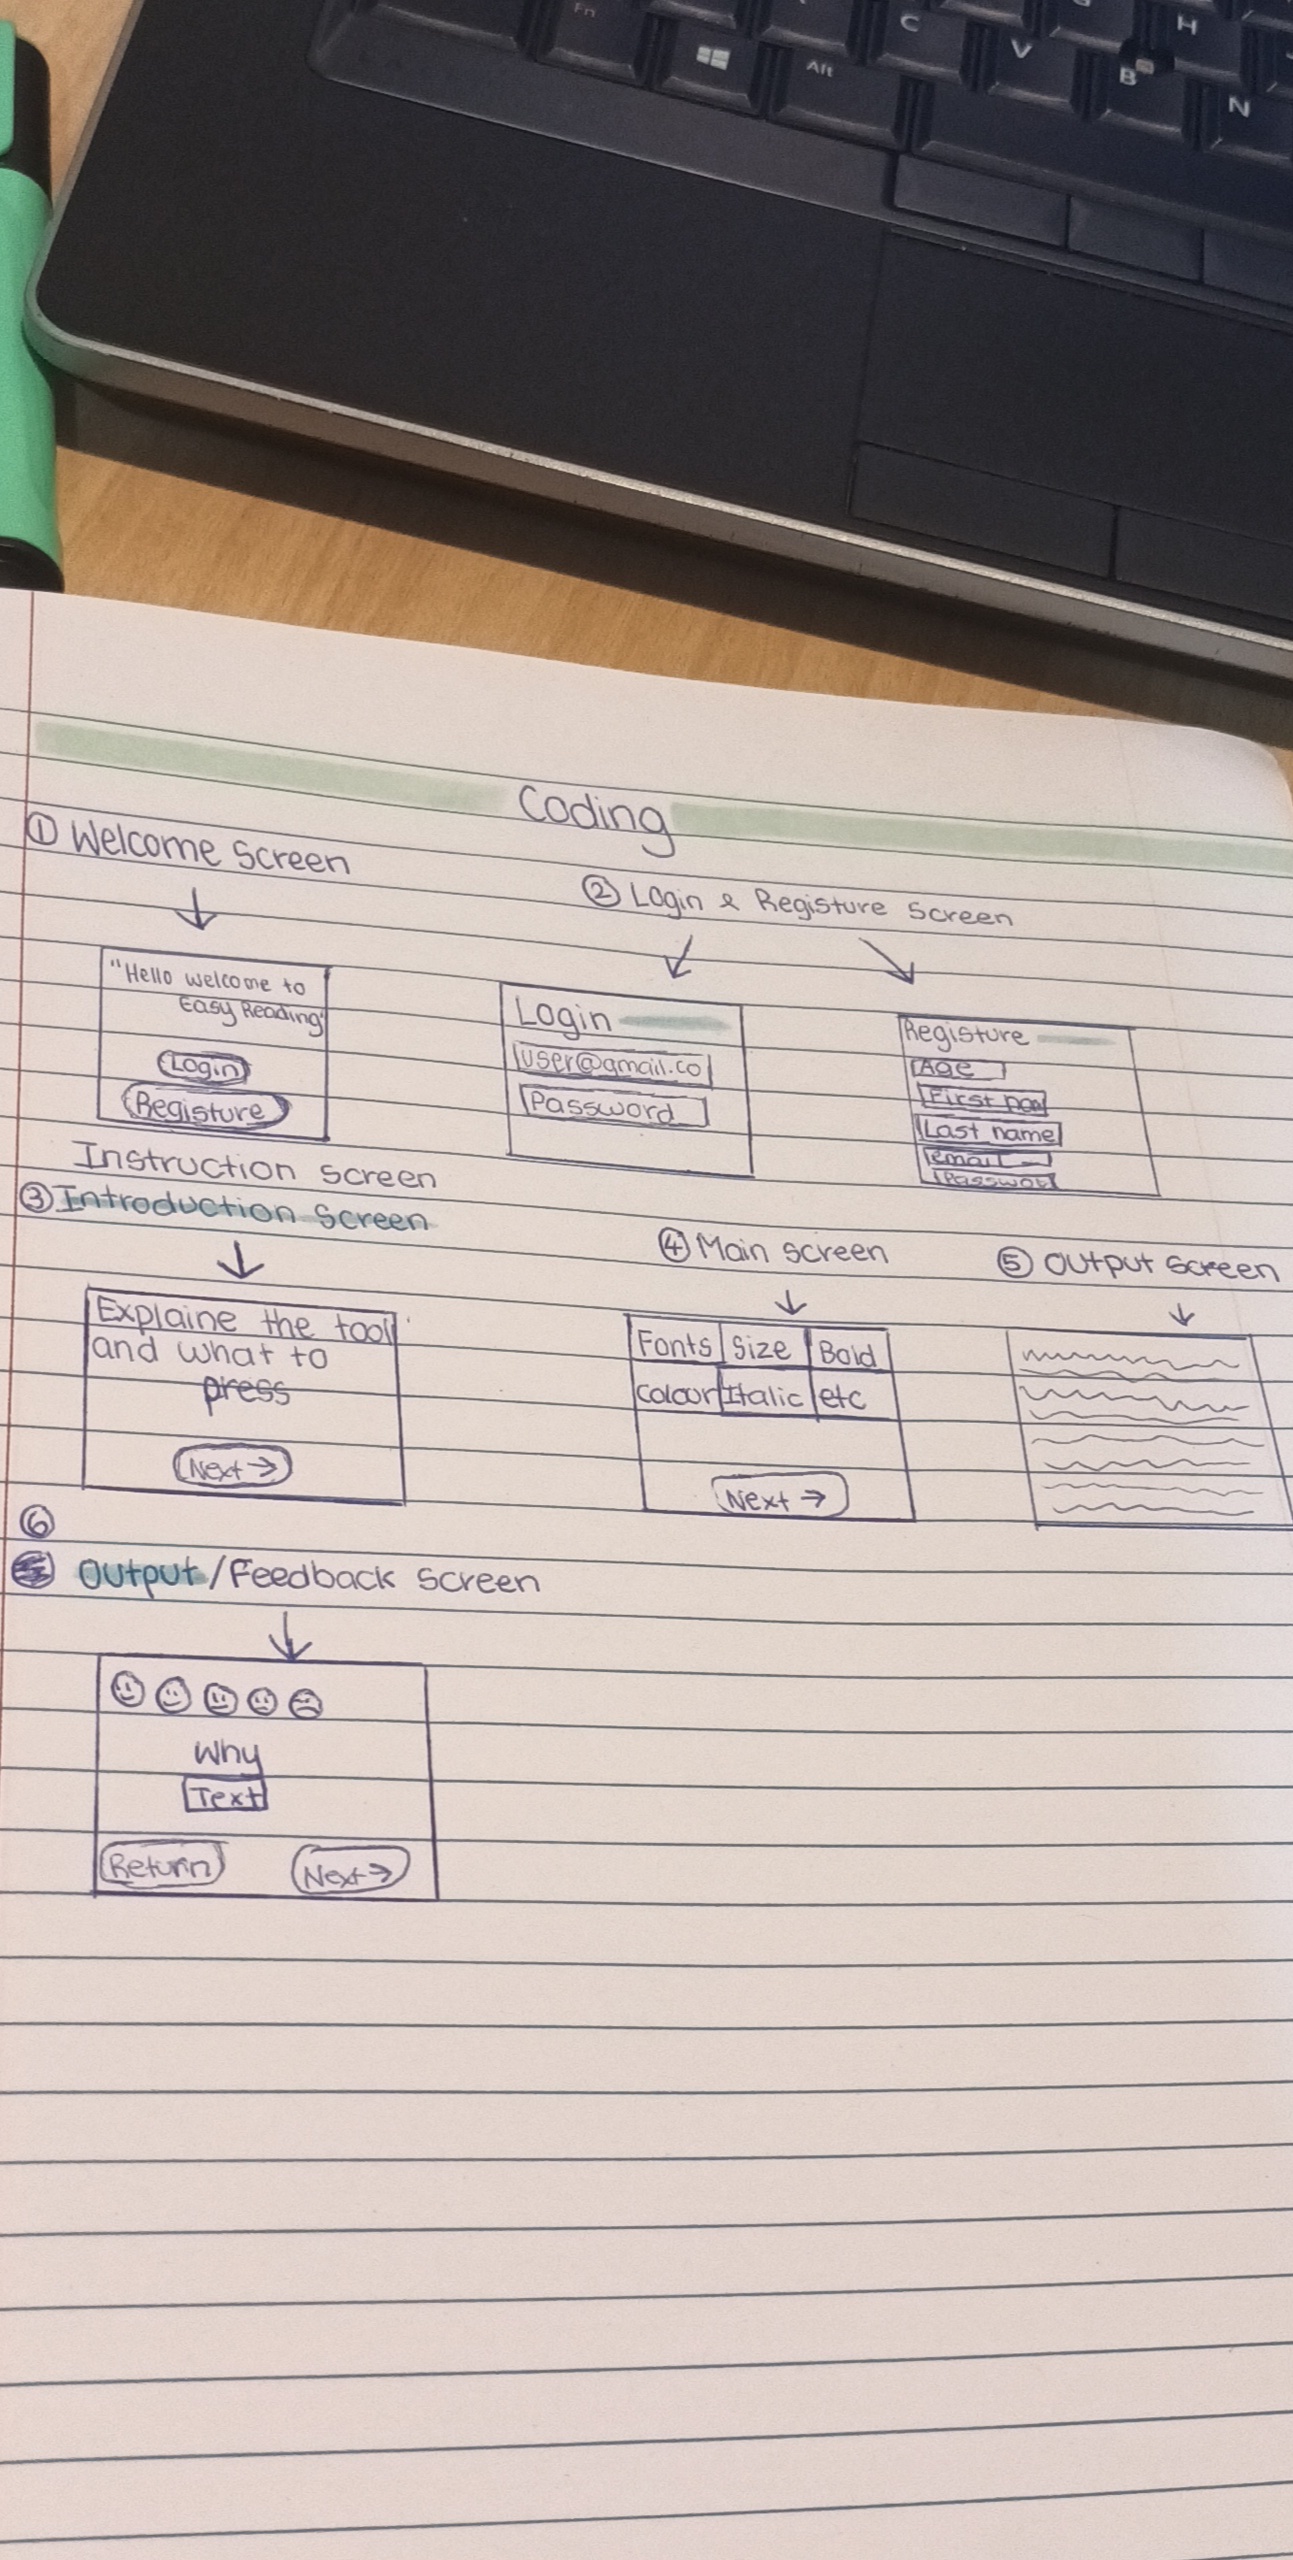 Fn
Alt
C
V
B
H
N
Coding
① Welcome Screen
② Login & Registure Screen
"Hello welcome to
Easy Reading"
Login
Registure
Login
user@gmail.co
Password
Registure
Age
First nam
Last name
email
Passwor
Instruction screen
③ Introduction Screen
④ Main screen
⑤ Output Screen
Explaine the tool
and what to
press
Next →
Fonts Size Bold
colour Italic etc
Next →
⑥
Output/Feedback screen
Why
Text
Return
Next →